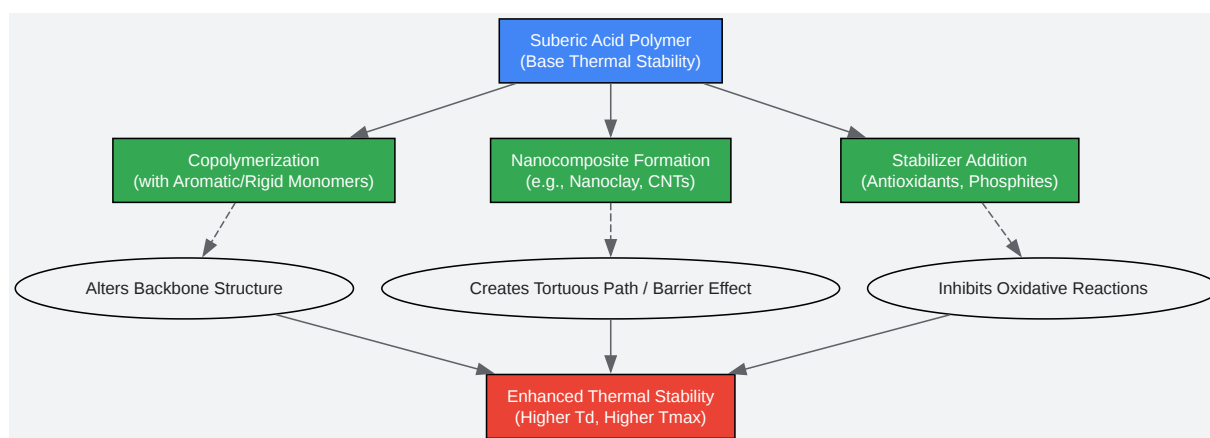 Suberic Acid Polymer
(Base Thermal Stability)
Copolymerization
(with Aromatic/Rigid Monomers)
Nanocomposite Formation
(e.g., Nanoclay, CNTs)
Stabilizer Addition
(Antioxidants, Phosphites)
Alters Backbone Structure
Creates Tortuous Path / Barrier Effect
Inhibits Oxidative Reactions
Enhanced Thermal Stability
(Higher Td, Higher Tmax)